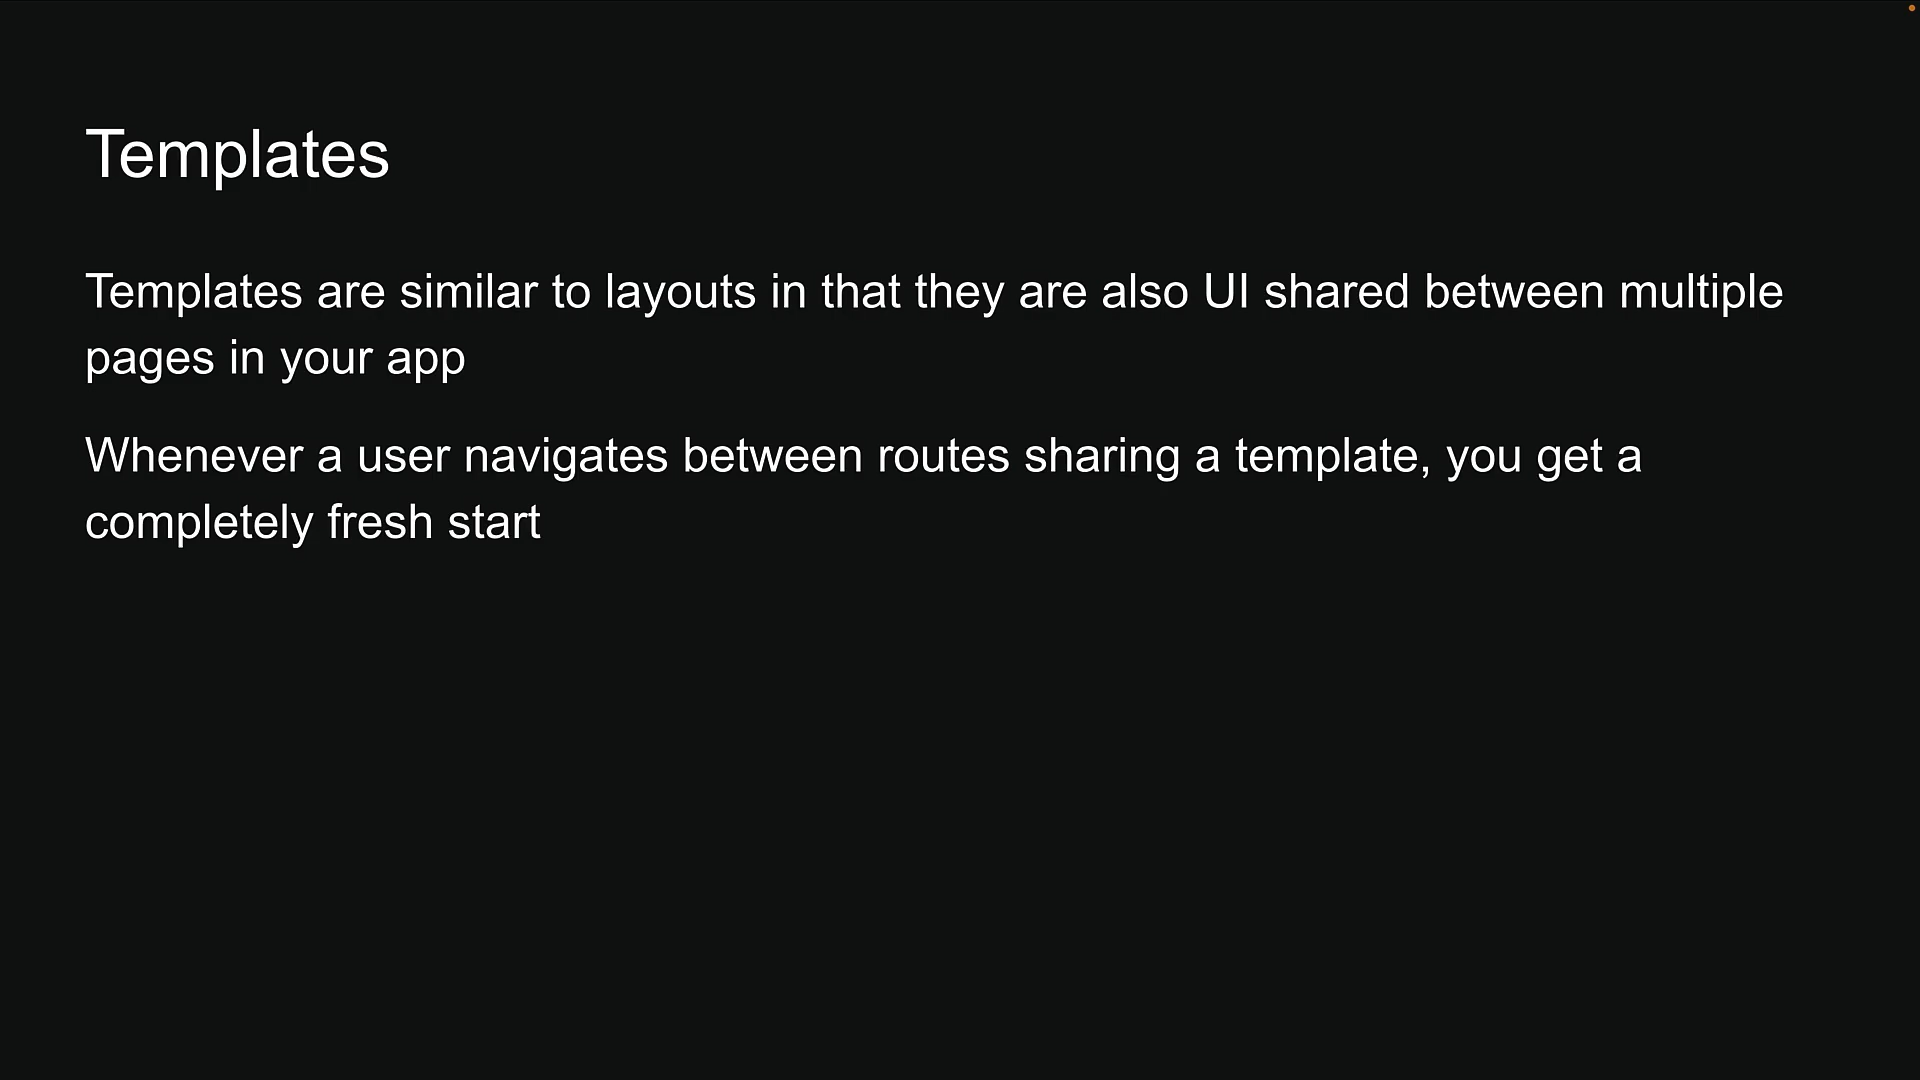 Templates
Templates are similar to layouts in that they are also UI shared between multiple
pages in your app
Whenever a user navigates between routes sharing a template, you get a
completely fresh start